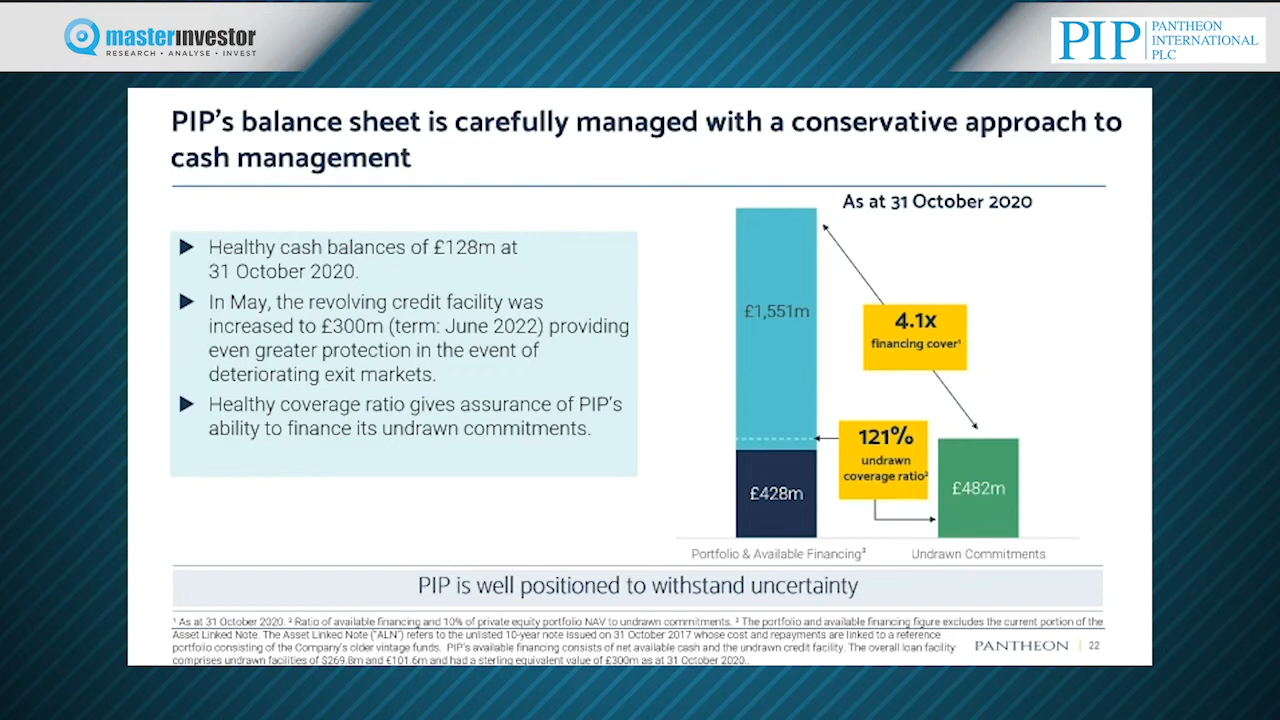 masterinvestor
RESEARCH • ANALYSE • INVEST
PIP
PANTHEON
INTERNATIONAL
PLC
PIP's balance sheet is carefully managed with a conservative approach to
cash management
As at 31 October 2020
Healthy cash balances of £128m at
31 October 2020.
In May, the revolving credit facility was
increased to £300m (term: June 2022) providing
even greater protection in the event of
deteriorating exit markets.
Healthy coverage ratio gives assurance of PIP's
ability to finance its undrawn commitments.
£1,551m
4.1x
financing cover¹
121%
undrawn
coverage ratio²
£428m
£482m
Portfolio & Available Financing³
Undrawn Commitments
PIP is well positioned to withstand uncertainty
¹ As at 31 October 2020. ² Ratio of available financing and 10% of private equity portfolio NAV to undrawn commitments. ³ The portfolio and available financing figure excludes the current portion of the
Asset Linked Note. The Asset Linked Note ("ALN") refers to the unlisted 10-year note issued on 31 October 2017 whose cost and repayments are linked to a reference
portfolio consisting of the Company's older vintage funds. PIP's available financing consists of net available cash and the undrawn credit facility. The overall loan facility
comprises undrawn facilities of $269.8m and £101.6m and had a sterling equivalent value of £300m as at 31 October 2020..
PANTHEON | 22